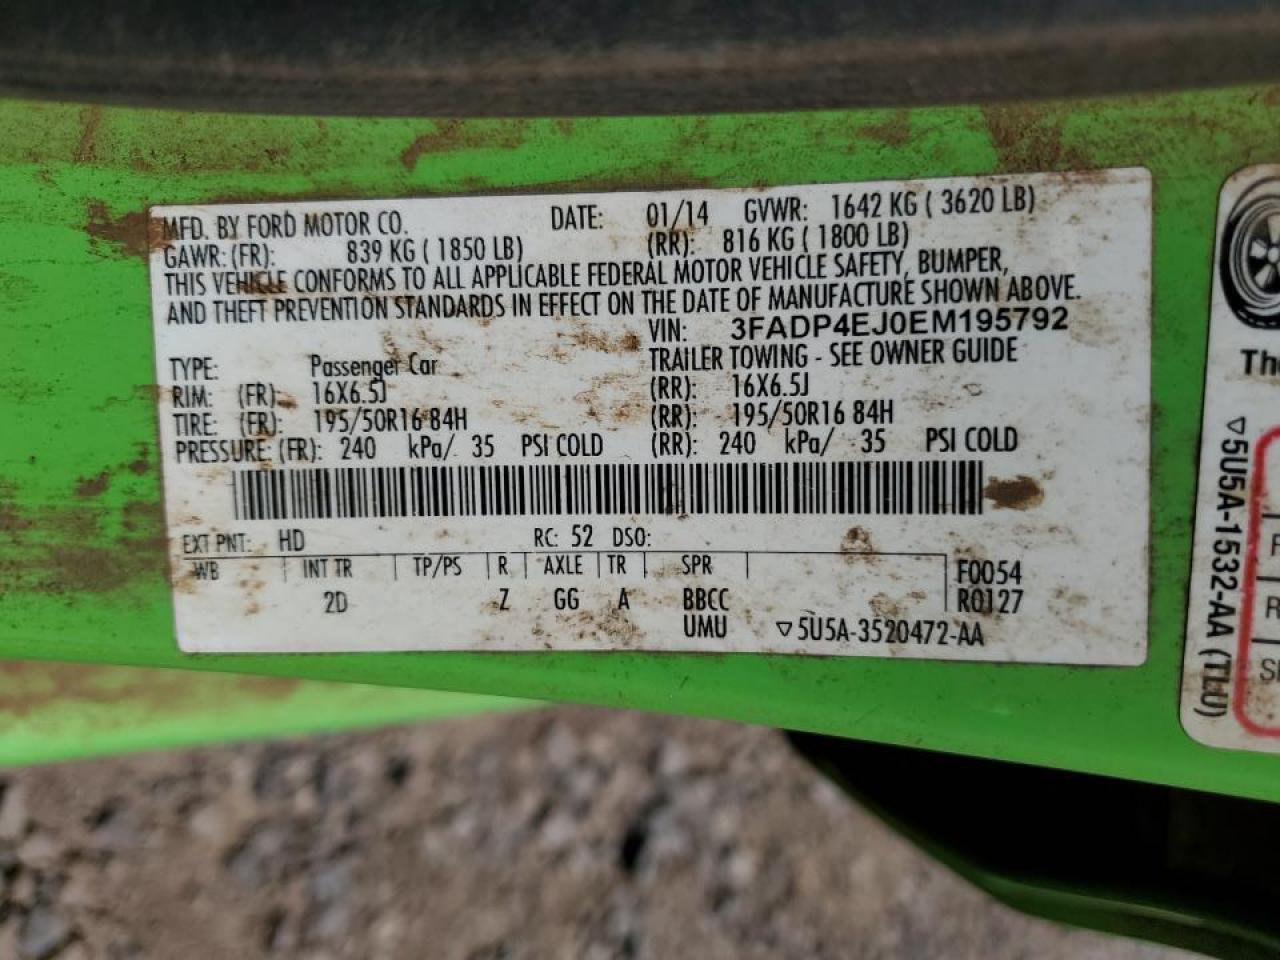 MFD. BY FORD MOTOR CO. DATE: 01/14 GVWR: 1642 KG ( 3620 LB)
GAWR: (FR): 839 KG ( 1850 LB) (RR): 816 KG ( 1800 LB)
THIS VEHICLE CONFORMS TO ALL APPLICABLE FEDERAL MOTOR VEHICLE SAFETY, BUMPER,
AND THEFT PREVENTION STANDARDS IN EFFECT ON THE DATE OF MANUFACTURE SHOWN ABOVE.
VIN: 3FADP4EJ0EM195792
TYPE: Passenger Car TRAILER TOWING - SEE OWNER GUIDE
RIM: (FR): 16X6.5J (RR): 16X6.5J
TIRE: (FR): 195/50R16 84H (RR): 195/50R16 84H
PRESSURE: (FR): 240 kPa/ 35 PSI COLD (RR): 240 kPa/ 35 PSI COLD
EXT PNT: HD RC: 52 DSO:
WB INT TR TP/PS R AXLE TR SPR F0054
2D Z GG A BBCC R0127
UMU ▽5U5A-3520472-AA
Th
▽5U5A-1532-AA (TLU)
F
R